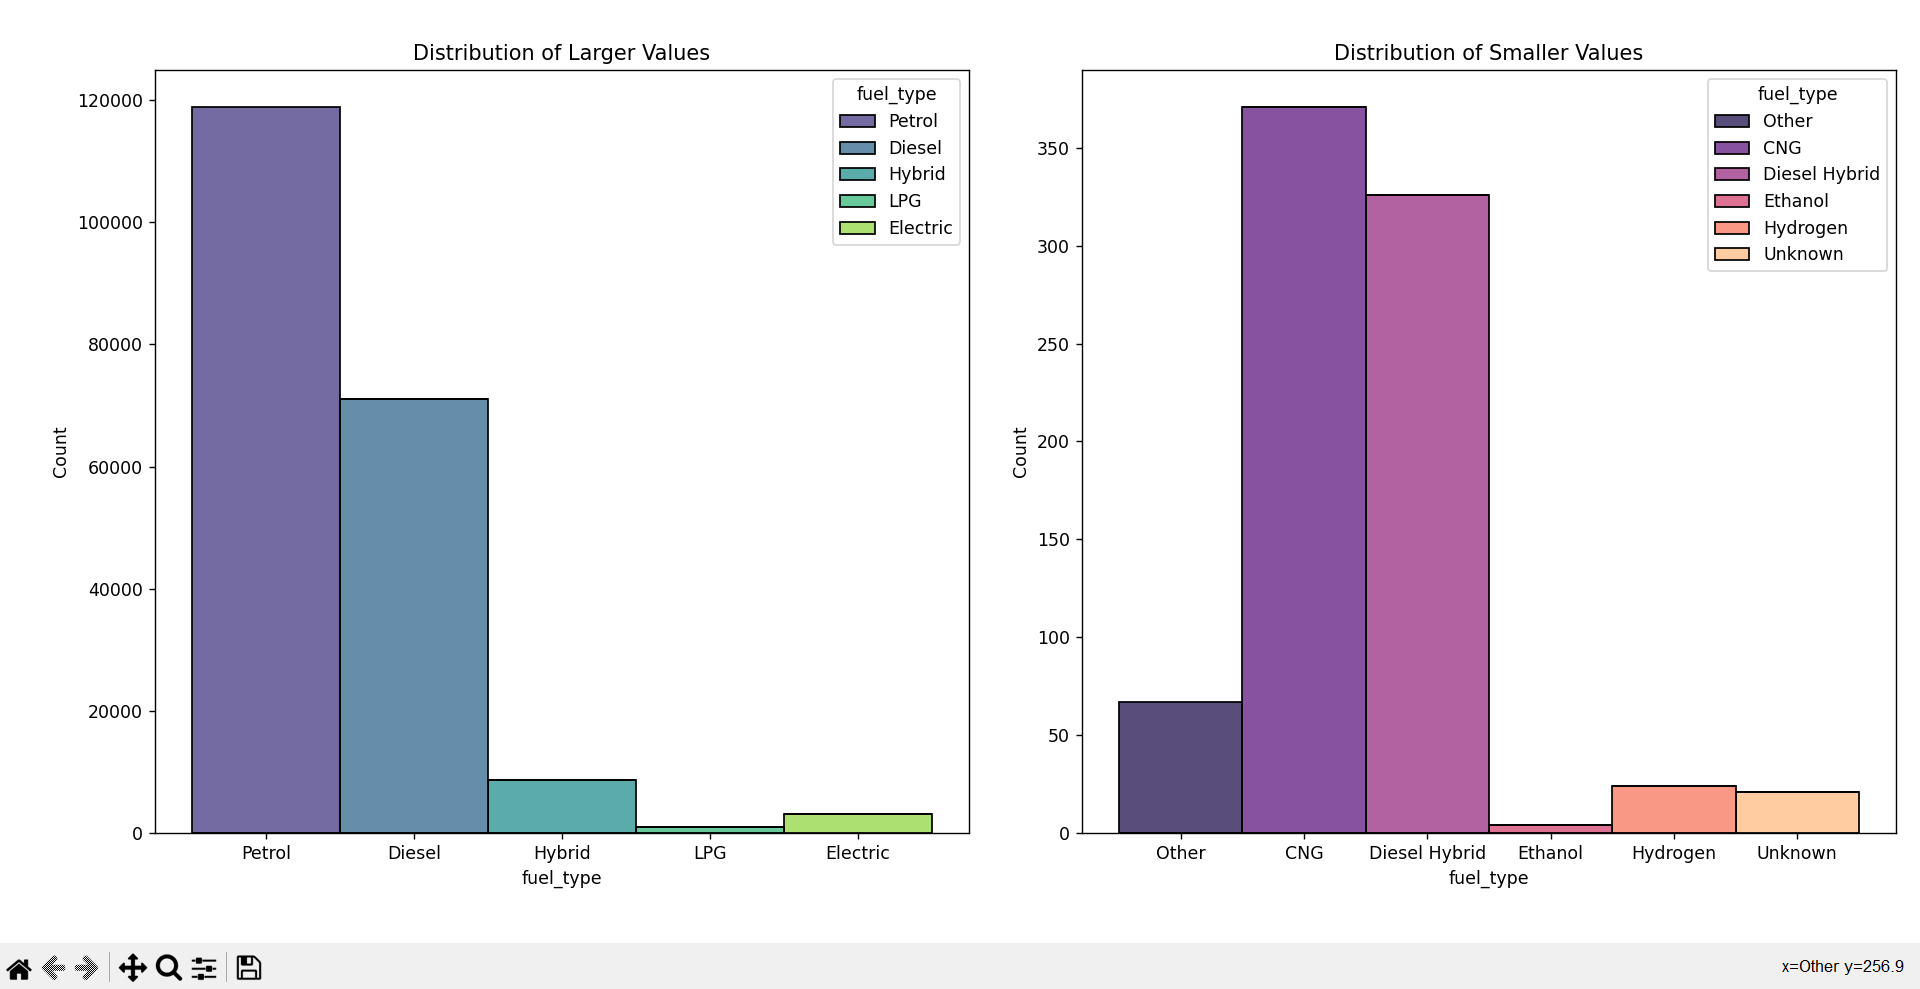 Distribution of Larger Values
120000
100000
80000
60000
40000
20000
0
Count
fuel_type
Petrol
Diesel
Hybrid
LPG
Electric
Petrol Diesel Hybrid LPG Electric
fuel_type
Distribution of Smaller Values
350
300
250
200
150
100
50
0
Count
fuel_type
Other
CNG
Diesel Hybrid
Ethanol
Hydrogen
Unknown
Other CNG Diesel Hybrid Ethanol Hydrogen Unknown
fuel_type
x=Other y=256.9